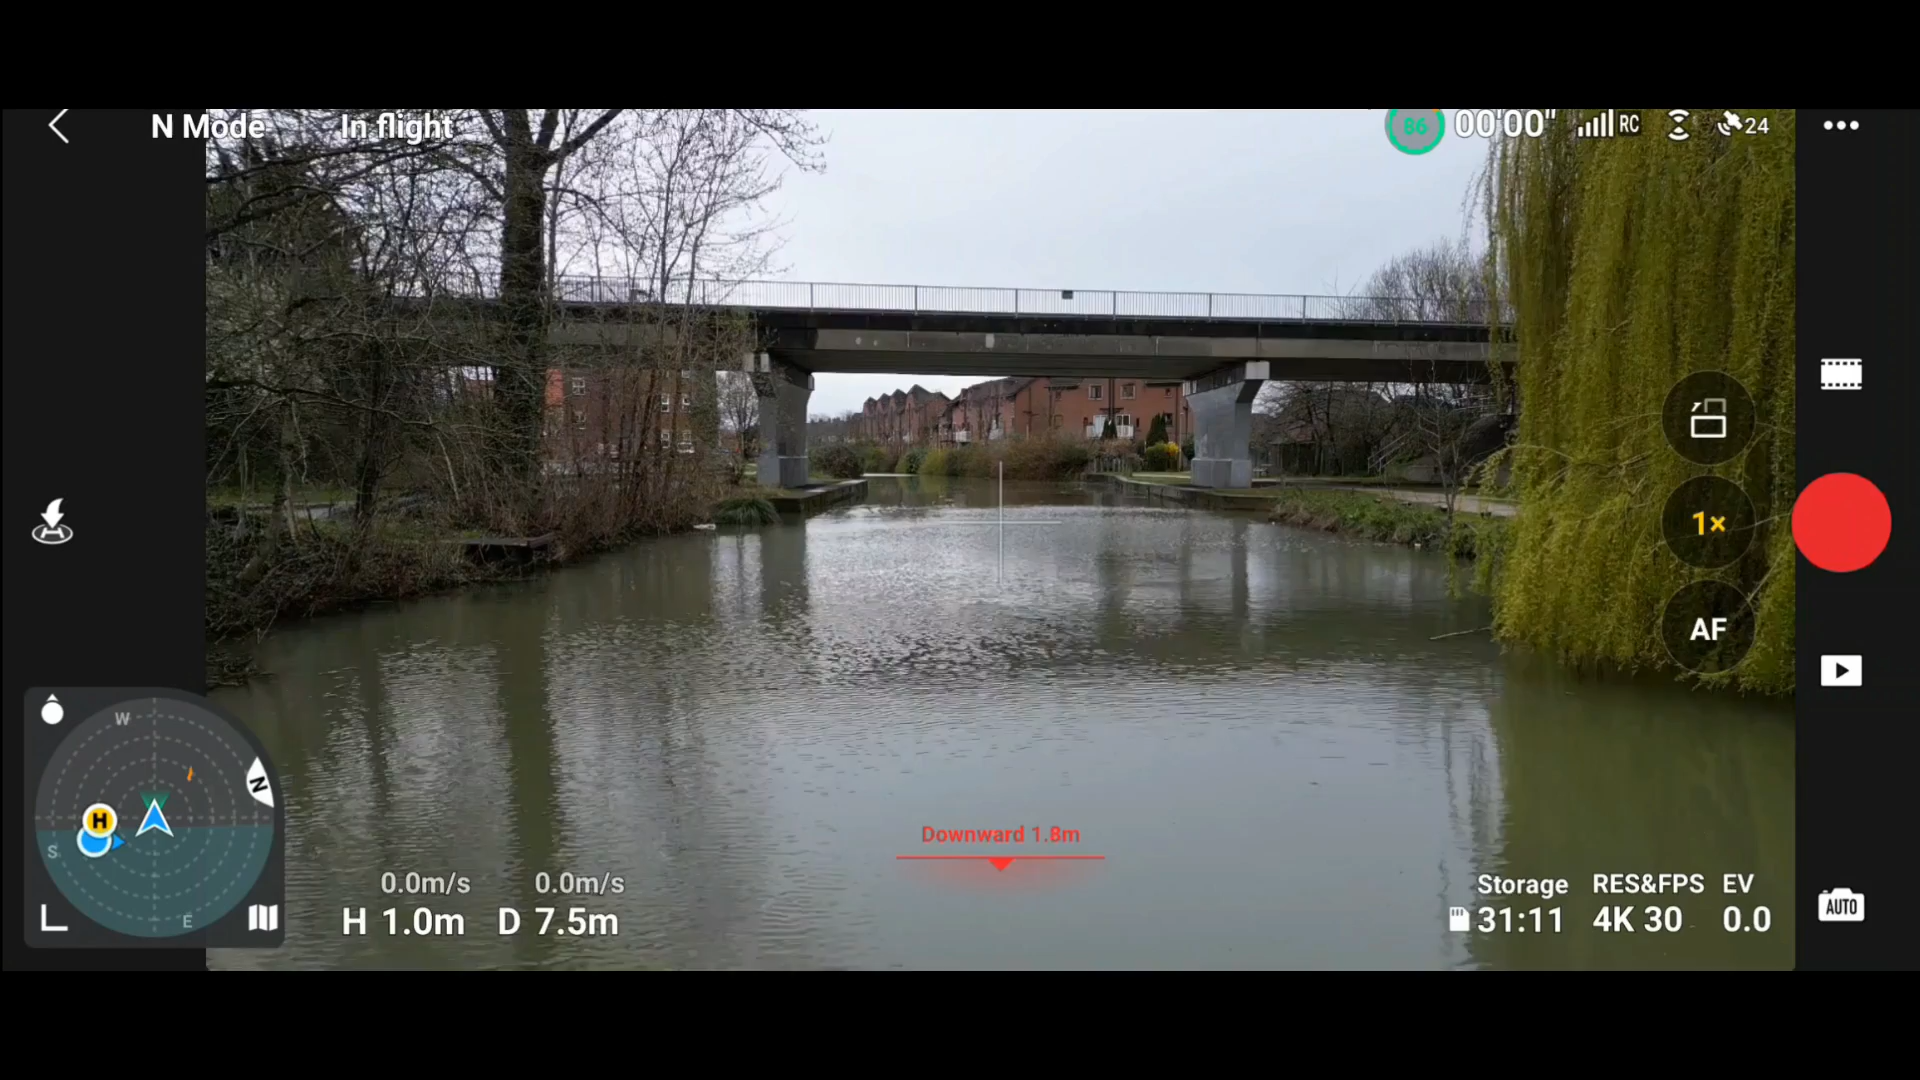 N Mode
In flight
86
00'00"
RC
24
1×
AF
W
N
H
S
E
Downward 1.8m
0.0m/s 0.0m/s
H 1.0m D 7.5m
Storage RES&FPS EV
31:11 4K 30 0.0
AUTO